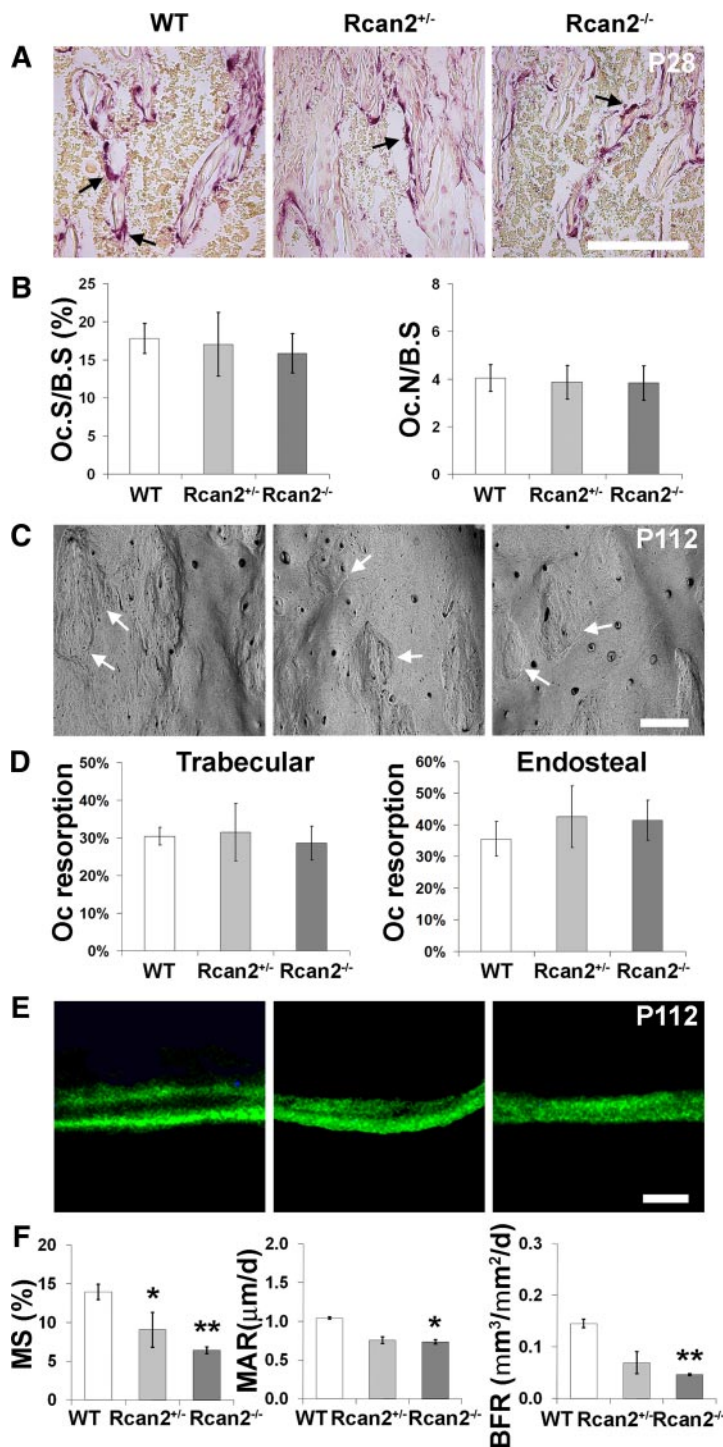 WT Rcan2+/- Rcan2-/-
A
P28
B
Oc.S/B.S (%)
25
20
15
10
5
0
WT Rcan2+/- Rcan2-/-
Oc.N/B.S
8
6
4
2
0
WT Rcan2+/- Rcan2-/-
C
P112
D
Trabecular
Oc resorption
50%
40%
30%
20%
10%
0%
WT Rcan2+/- Rcan2-/-
Endosteal
Oc resorption
60%
50%
40%
30%
20%
10%
0%
WT Rcan2+/- Rcan2-/-
E
P112
F
MS (%)
20
15
10
5
0
* **
WT Rcan2+/- Rcan2-/-
MAR(µm/d)
2.0
1.5
1.0
0.5
0.0
*
WT Rcan2+/- Rcan2-/-
BFR (mm³/mm²/d)
0.3
0.2
0.1
0.0
**
WT Rcan2+/- Rcan2-/-